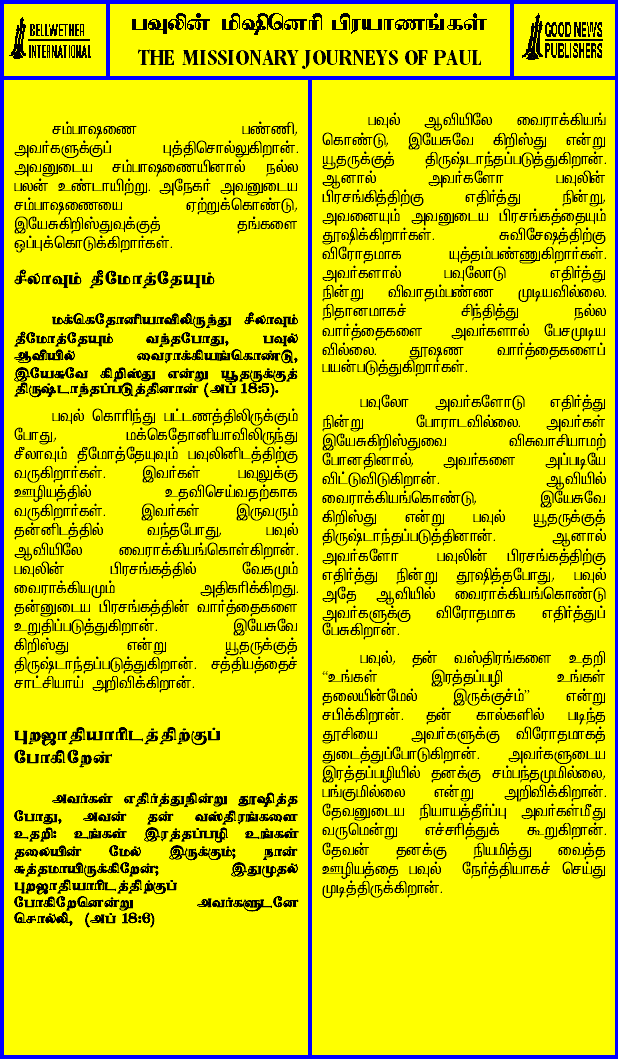 BELLWETHER
INTERNATIONAL
பவுலின் மிஷினெரி பிரயாணங்கள்
THE MISSIONARY JOURNEYS OF PAUL
GOOD NEWS
PUBLISHERS
சம்பாஷணை பண்ணி,
அவர்களுக்குப் புத்திசொல்லுகிறான்.
அவனுடைய சம்பாஷணையினால் நல்ல
பலன் உண்டாயிற்று. அநேகர் அவனுடைய
சம்பாஷணையை ஏற்றுக்கொண்டு,
இயேசுகிறிஸ்துவுக்குத் தங்களை
ஒப்புக்கொடுக்கிறார்கள்.
சீலாவும் தீமோத்தேயும்
மக்கெதோனியாவிலிருந்து சீலாவும்
தீமோத்தேயும் வந்தபோது, பவுல்
ஆவியில் வைராக்கியங்கொண்டு,
இயேசுவே கிறிஸ்து என்று யூதருக்குத்
திருஷ்டாந்தப்படுத்தினான் (அப் 18:5).
பவுல் கொரிந்து பட்டணத்திலிருக்கும்
போது, மக்கெதோனியாவிலிருந்து
சீலாவும் தீமோத்தேயுவும் பவுலினிடத்திற்கு
வருகிறார்கள். இவர்கள் பவுலுக்கு
ஊழியத்தில் உதவிசெய்வதற்காக
வருகிறார்கள். இவர்கள் இருவரும்
தன்னிடத்தில் வந்தபோது, பவுல்
ஆவியிலே வைராக்கியங்கொள்கிறான்.
பவுலின் பிரசங்கத்தில் வேகமும்
வைராக்கியமும் அதிகரிக்கிறது.
தன்னுடைய பிரசங்கத்தின் வார்த்தைகளை
உறுதிப்படுத்துகிறான். இயேசுவே
கிறிஸ்து என்று யூதருக்குத்
திருஷ்டாந்தப்படுத்துகிறான். சத்தியத்தைச்
சாட்சியாய் அறிவிக்கிறான்.
புறஜாதியாரிடத்திற்குப்
போகிறேன்
அவர்கள் எதிர்த்துநின்று தூஷித்த
போது, அவன் தன் வஸ்திரங்களை
உதறி: உங்கள் இரத்தப்பழி உங்கள்
தலையின் மேல் இருக்கும்; நான்
சுத்தமாயிருக்கிறேன்; இதுமுதல்
புறஜாதியாரிடத்திற்குப்
போகிறேனென்று அவர்களுடனே
சொல்லி, (அப் 18:6)
பவுல் ஆவியிலே வைராக்கியங்
கொண்டு, இயேசுவே கிறிஸ்து என்று
யூதருக்குத் திருஷ்டாந்தப்படுத்துகிறான்.
ஆனால் அவர்களோ பவுலின்
பிரசங்கித்திற்கு எதிர்த்து நின்று,
அவனையும் அவனுடைய பிரசங்கத்தையும்
தூஷிக்கிறார்கள். சுவிசேஷத்திற்கு
விரோதமாக யுத்தம்பண்ணுகிறார்கள்.
அவர்களால் பவுலோடு எதிர்த்து
நின்று விவாதம்பண்ண முடியவில்லை.
நிதானமாகச் சிந்தித்து நல்ல
வார்த்தைகளை அவர்களால் பேசமுடிய
வில்லை. தூஷண வார்த்தைகளைப்
பயன்படுத்துகிறார்கள்.
பவுலோ அவர்களோடு எதிர்த்து
நின்று போராடவில்லை. அவர்கள்
இயேசுகிறிஸ்துவை விசுவாசியாமற்
போனதினால், அவர்களை அப்படியே
விட்டுவிடுகிறான். ஆவியில்
வைராக்கியங்கொண்டு, இயேசுவே
கிறிஸ்து என்று பவுல் யூதருக்குத்
திருஷ்டாந்தப்படுத்தினான். ஆனால்
அவர்களோ பவுலின் பிரசங்கத்திற்கு
எதிர்த்து நின்று தூஷித்தபோது, பவுல்
அதே ஆவியில் வைராக்கியங்கொண்டு
அவர்களுக்கு விரோதமாக எதிர்த்துப்
பேசுகிறான்.
பவுல், தன் வஸ்திரங்களை உதறி
“உங்கள் இரத்தப்பழி உங்கள்
தலையின்மேல் இருக்குச்ம்” என்று
சபிக்கிறான். தன் கால்களில் படிந்த
தூசியை அவர்களுக்கு விரோதமாகத்
துடைத்துப்போடுகிறான். அவர்களுடைய
இரத்தப்பழியில் தனக்கு சம்பந்தமுமில்லை,
பங்குமில்லை என்று அறிவிக்கிறான்.
தேவனுடைய நியாயத்தீர்ப்பு அவர்கள்மீது
வருமென்று எச்சரித்துக் கூறுகிறான்.
தேவன் தனக்கு நியமித்து வைத்த
ஊழியத்தை பவுல் நேர்த்தியாகச் செய்து
முடித்திருக்கிறான்.